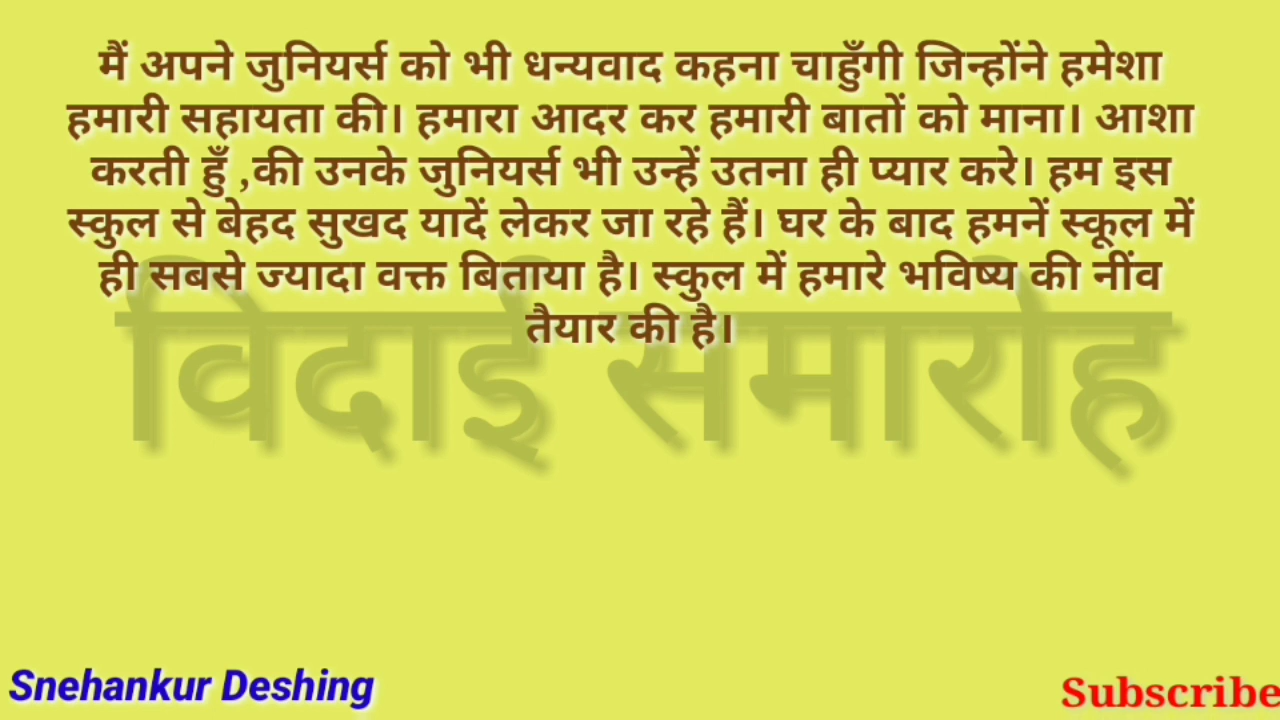 मैं अपने जुनियर्स को भी धन्यवाद कहना चाहुँगी जिन्होंने हमेशा
हमारी सहायता की। हमारा आदर कर हमारी बातों को माना। आशा
करती हुँ ,की उनके जुनियर्स भी उन्हें उतना ही प्यार करे। हम इस
स्कुल से बेहद सुखद यादें लेकर जा रहे हैं। घर के बाद हमनें स्कूल में
ही सबसे ज्यादा वक्त बिताया है। स्कुल में हमारे भविष्य की नींव
तैयार की है।
विदाई समारोह
Snehankur Deshing
Subscribe